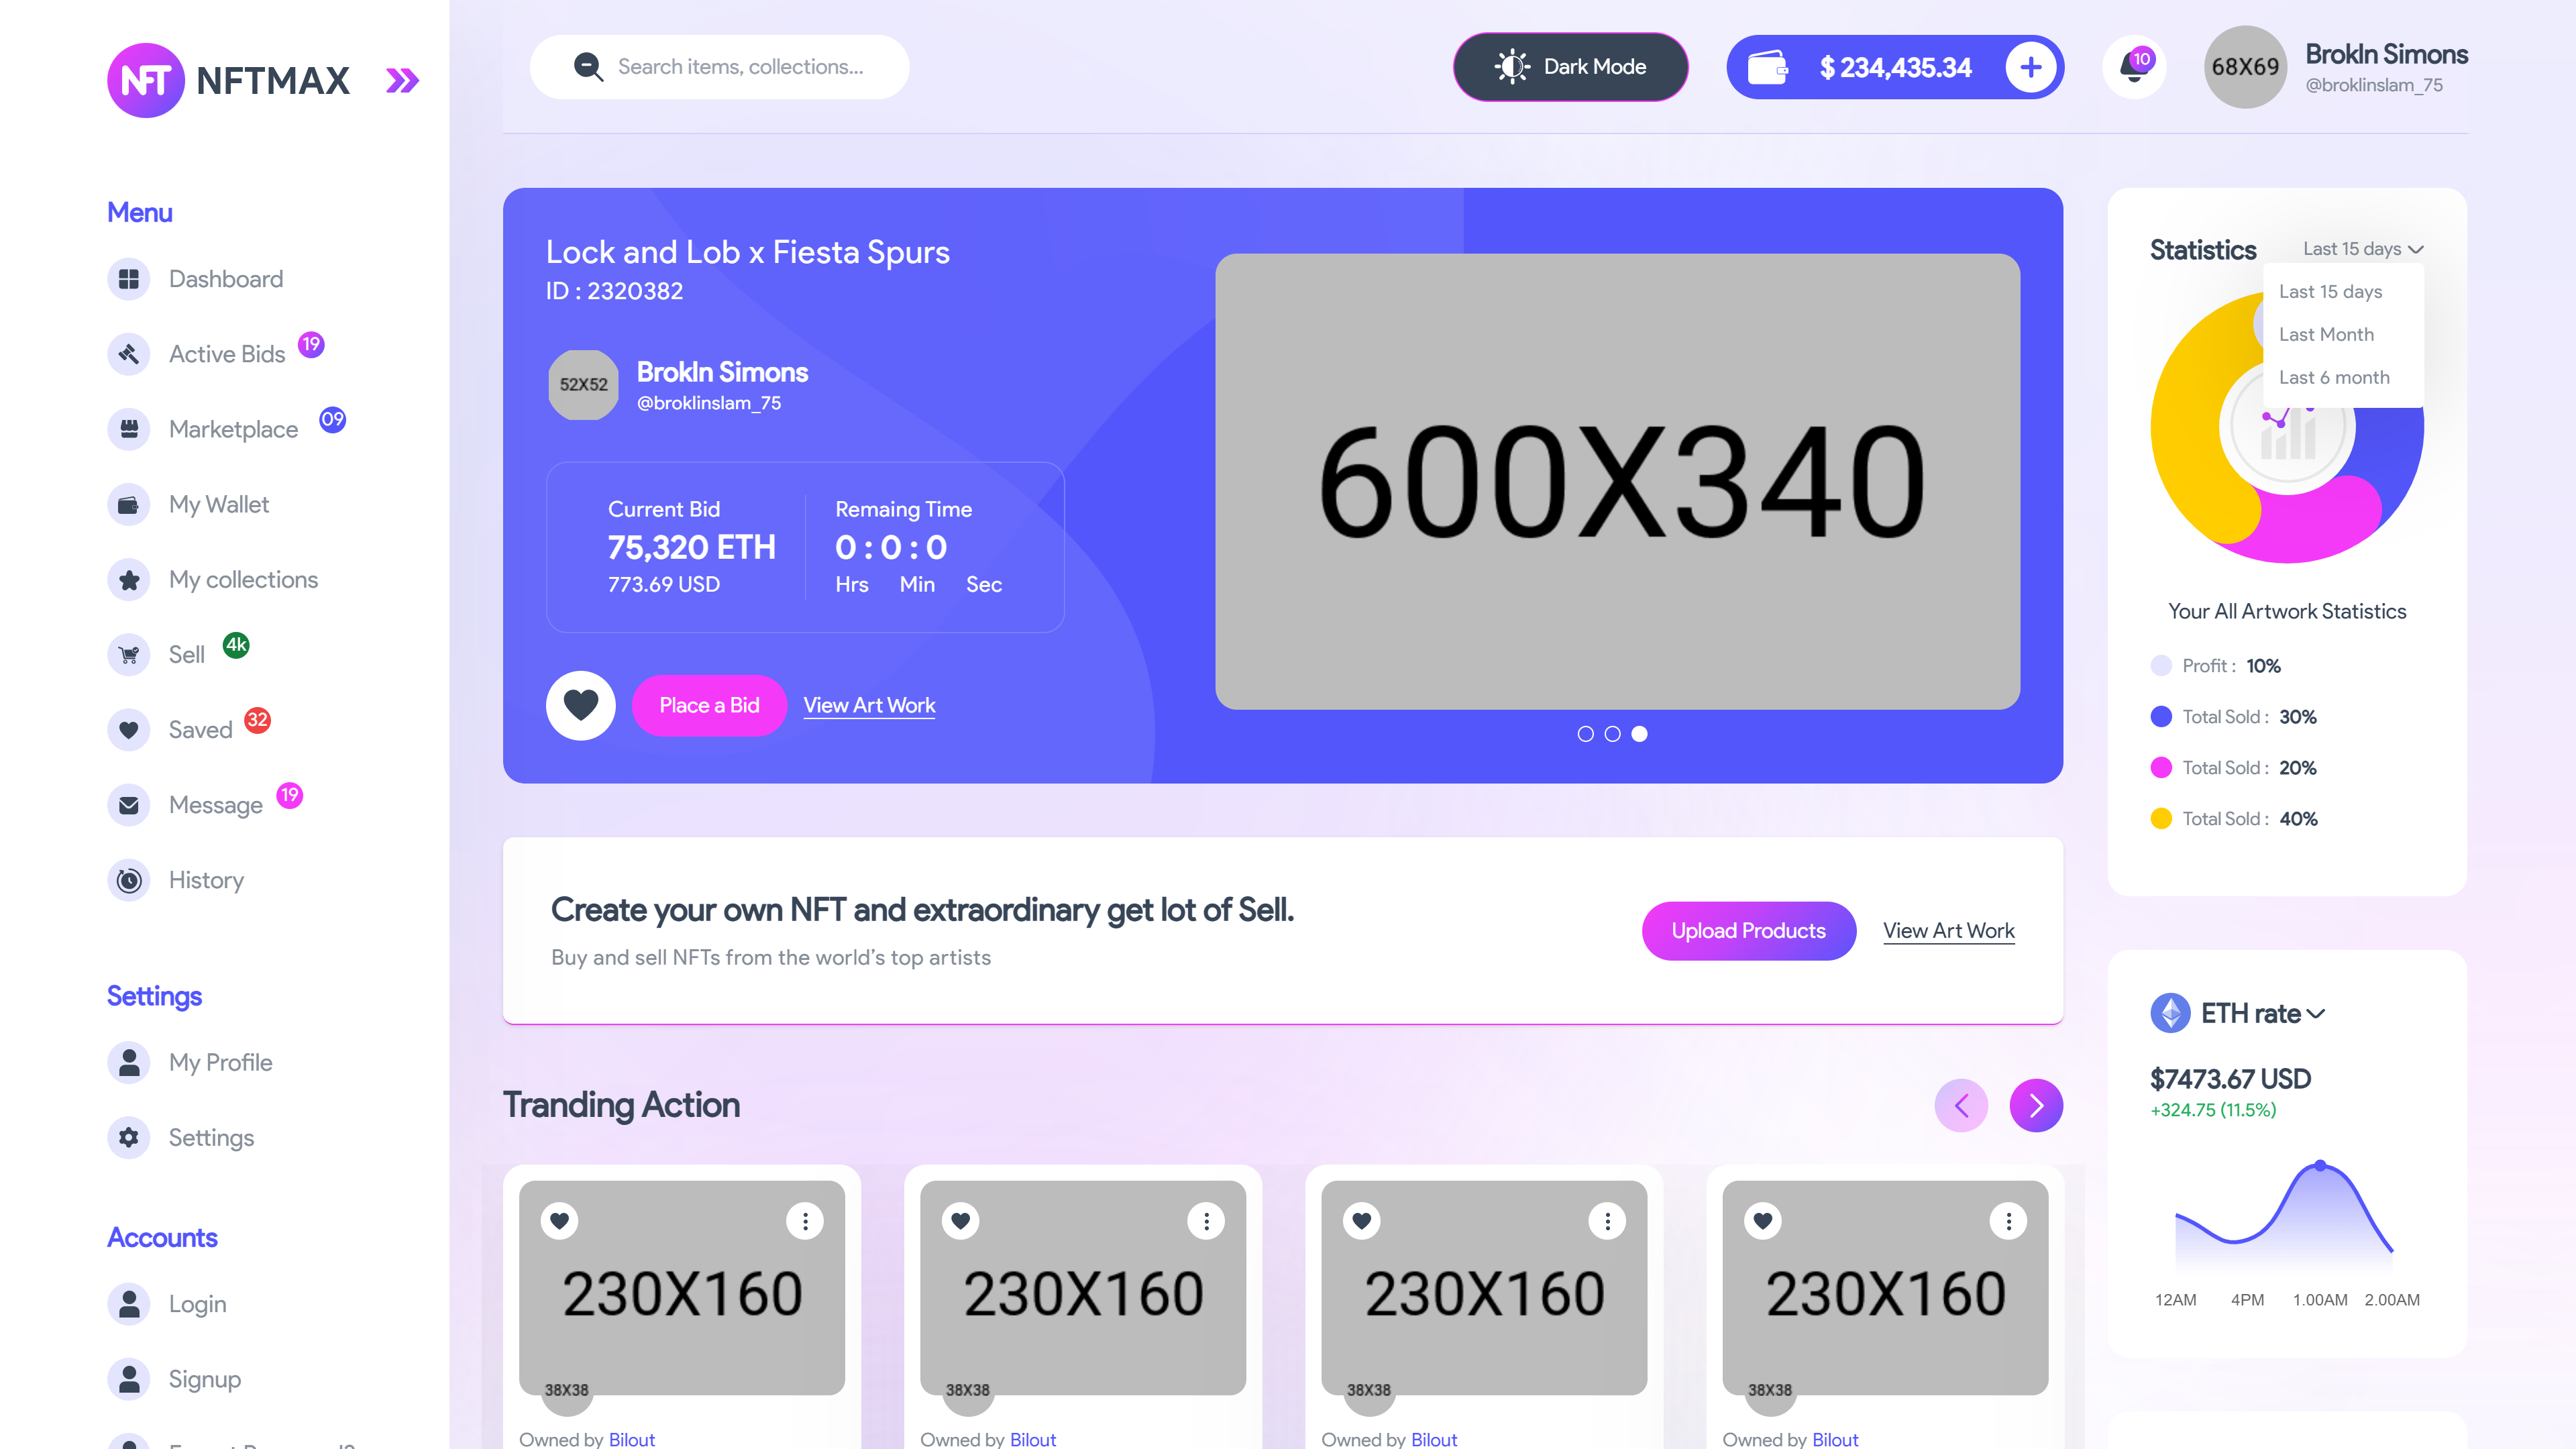 NFT NFTMAX
Menu
Dashboard
Active Bids 19
Marketplace 09
My Wallet
My collections
Sell 4k
Saved 32
Message 19
History
Settings
My Profile
Settings
Accounts
Login
Signup
Search items, collections...
Dark Mode
$ 234,435.34
10
68X69
Brokln Simons
@broklinslam_75
Lock and Lob x Fiesta Spurs
ID : 2320382
52X52
Brokln Simons
@broklinslam_75
Current Bid
75,320 ETH
773.69 USD
Remaing Time
0 : 0 : 0
Hrs Min Sec
Place a Bid
View Art Work
600X340
Create your own NFT and extraordinary get lot of Sell.
Buy and sell NFTs from the world's top artists
Upload Products
View Art Work
Tranding Action
230X160
38X38
Owned by Bilout
230X160
38X38
Owned by Bilout
230X160
38X38
Owned by Bilout
230X160
38X38
Owned by Bilout
Statistics
Last 15 days
Last 15 days
Last Month
Last 6 month
Your All Artwork Statistics
Profit : 10%
Total Sold : 30%
Total Sold : 20%
Total Sold : 40%
ETH rate
$7473.67 USD
+324.75 (11.5%)
12AM 4PM 1.00AM 2.00AM